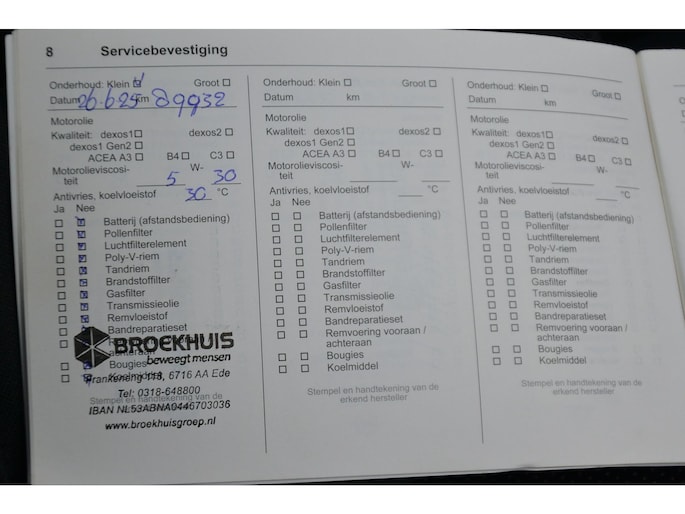 8 Servicebevestiging
Onderhoud: Klein ☑ Groot ☐
Datum 26.6.25 km 89932
Motorolie
Kwaliteit: dexos1 ☐ dexos2 ☐
dexos1 Gen2 ☐
ACEA A3 ☐ B4 ☐ C3 ☐
Motorolieviscosi- W-
teit 5 30
Antivries, koelvloeistof 30 °C
Ja Nee
☐ ☑ Batterij (afstandsbediening)
☐ ☑ Pollenfilter
☐ ☑ Luchtfilterelement
☐ ☑ Poly-V-riem
☐ ☑ Tandriem
☐ ☑ Brandstoffilter
☐ ☑ Gasfilter
☐ ☑ Transmissieolie
☐ ☑ Remvloeistof
Bandreparatieset
achteraan
Bougies
Koelmiddel
Stempel en handtekening van de
BROEKHUIS
beweegt mensen
Frankeneng 118, 6716 AA Ede
Tel: 0318-648800
IBAN NL53ABNA0446703036
www.broekhuisgroep.nl
Onderhoud: Klein ☐ Groot ☐
Datum km
Motorolie
Kwaliteit: dexos1 ☐ dexos2 ☐
dexos1 Gen2 ☐
ACEA A3 ☐ B4 ☐ C3 ☐
Motorolieviscosi- W-
teit
Antivries, koelvloeistof °C
Ja Nee
☐ ☐ Batterij (afstandsbediening)
☐ ☐ Pollenfilter
☐ ☐ Luchtfilterelement
☐ ☐ Poly-V-riem
☐ ☐ Tandriem
☐ ☐ Brandstoffilter
☐ ☐ Gasfilter
☐ ☐ Transmissieolie
☐ ☐ Remvloeistof
☐ ☐ Bandreparatieset
☐ ☐ Remvoering vooraan /
achteraan
☐ ☐ Bougies
☐ ☐ Koelmiddel
Stempel en handtekening van de
erkend hersteller
Onderhoud: Klein ☐ Groot ☐
Datum km
Motorolie
Kwaliteit: dexos1 ☐ dexos2 ☐
dexos1 Gen2 ☐
ACEA A3 ☐ B4 ☐ C3 ☐
Motorolieviscosi- W-
teit
Antivries, koelvloeistof °C
Ja Nee
☐ ☐ Batterij (afstandsbediening)
☐ ☐ Pollenfilter
☐ ☐ Luchtfilterelement
☐ ☐ Poly-V-riem
☐ ☐ Tandriem
☐ ☐ Brandstoffilter
☐ ☐ Gasfilter
☐ ☐ Transmissieolie
☐ ☐ Remvloeistof
☐ ☐ Bandreparatieset
☐ ☐ Remvoering vooraan /
achteraan
☐ ☐ Bougies
☐ ☐ Koelmiddel
Stempel en handtekening van de
erkend hersteller